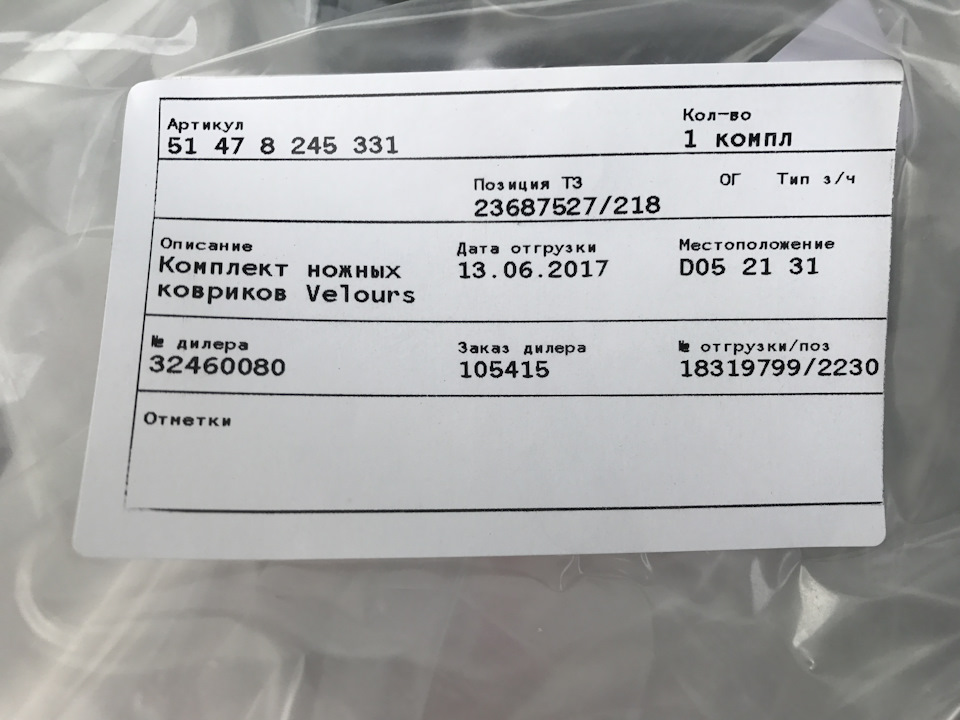 Артикул Кол-во
51 47 8 245 331 1 компл
Позиция ТЗ ОГ Тип з/ч
23687527/218
Описание Дата отгрузки Местоположение
Комплект ножных 13.06.2017 D05 21 31
ковриков Velours
№ дилера Заказ дилера № отгрузки/поз
32460080 105415 18319799/2230
Отметки